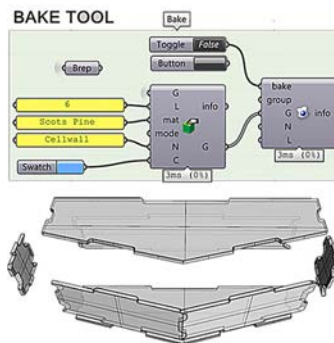 BAKE TOOL
Bake
Toggle False
Button
Brep
6
Scots Pine
Cellwall
Swatch
G
L
mat
mode
N
C
info
G
3ms (0%)
bake
group
G
N
L
info
3ms (0%)